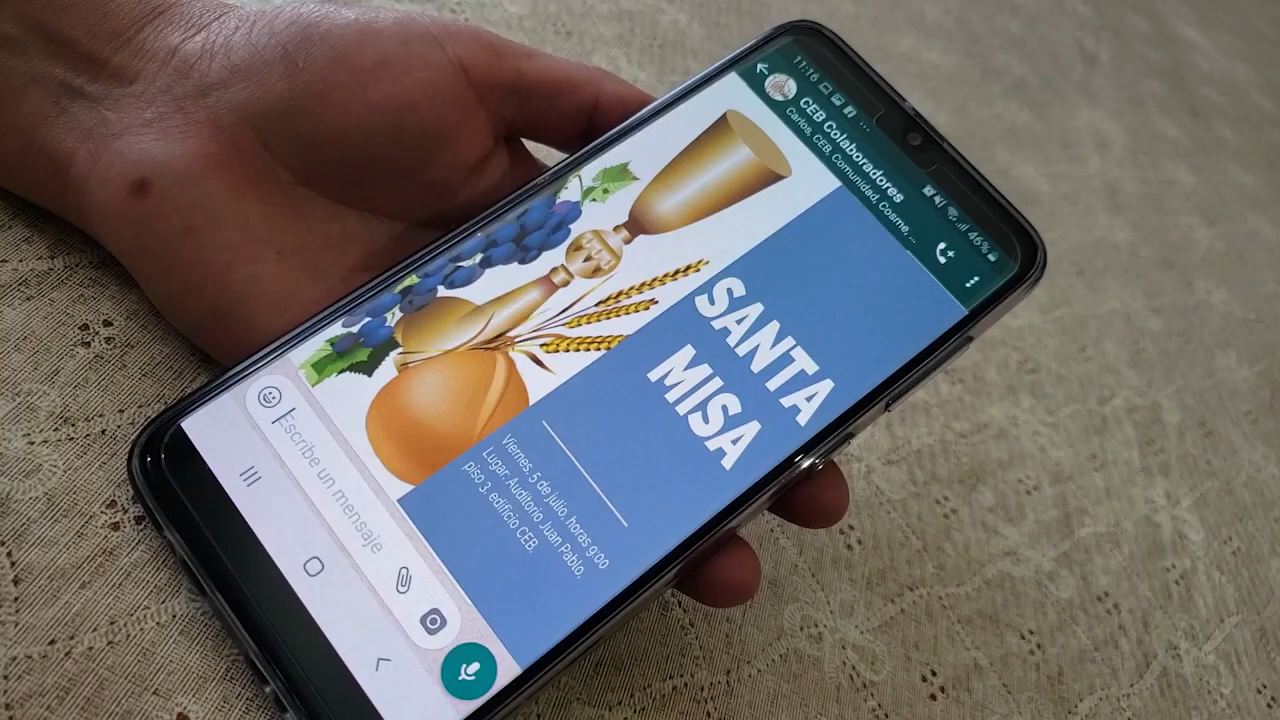 11:16
46%
CEB Colaboradores
Carlos, CEB, Comunidad, Cosme, ...
SANTA
MISA
Viernes, 5 de julio, horas 9:00
Lugar: Auditorio Juan Pablo,
piso 3, edificio CEB,
Escribe un mensaje